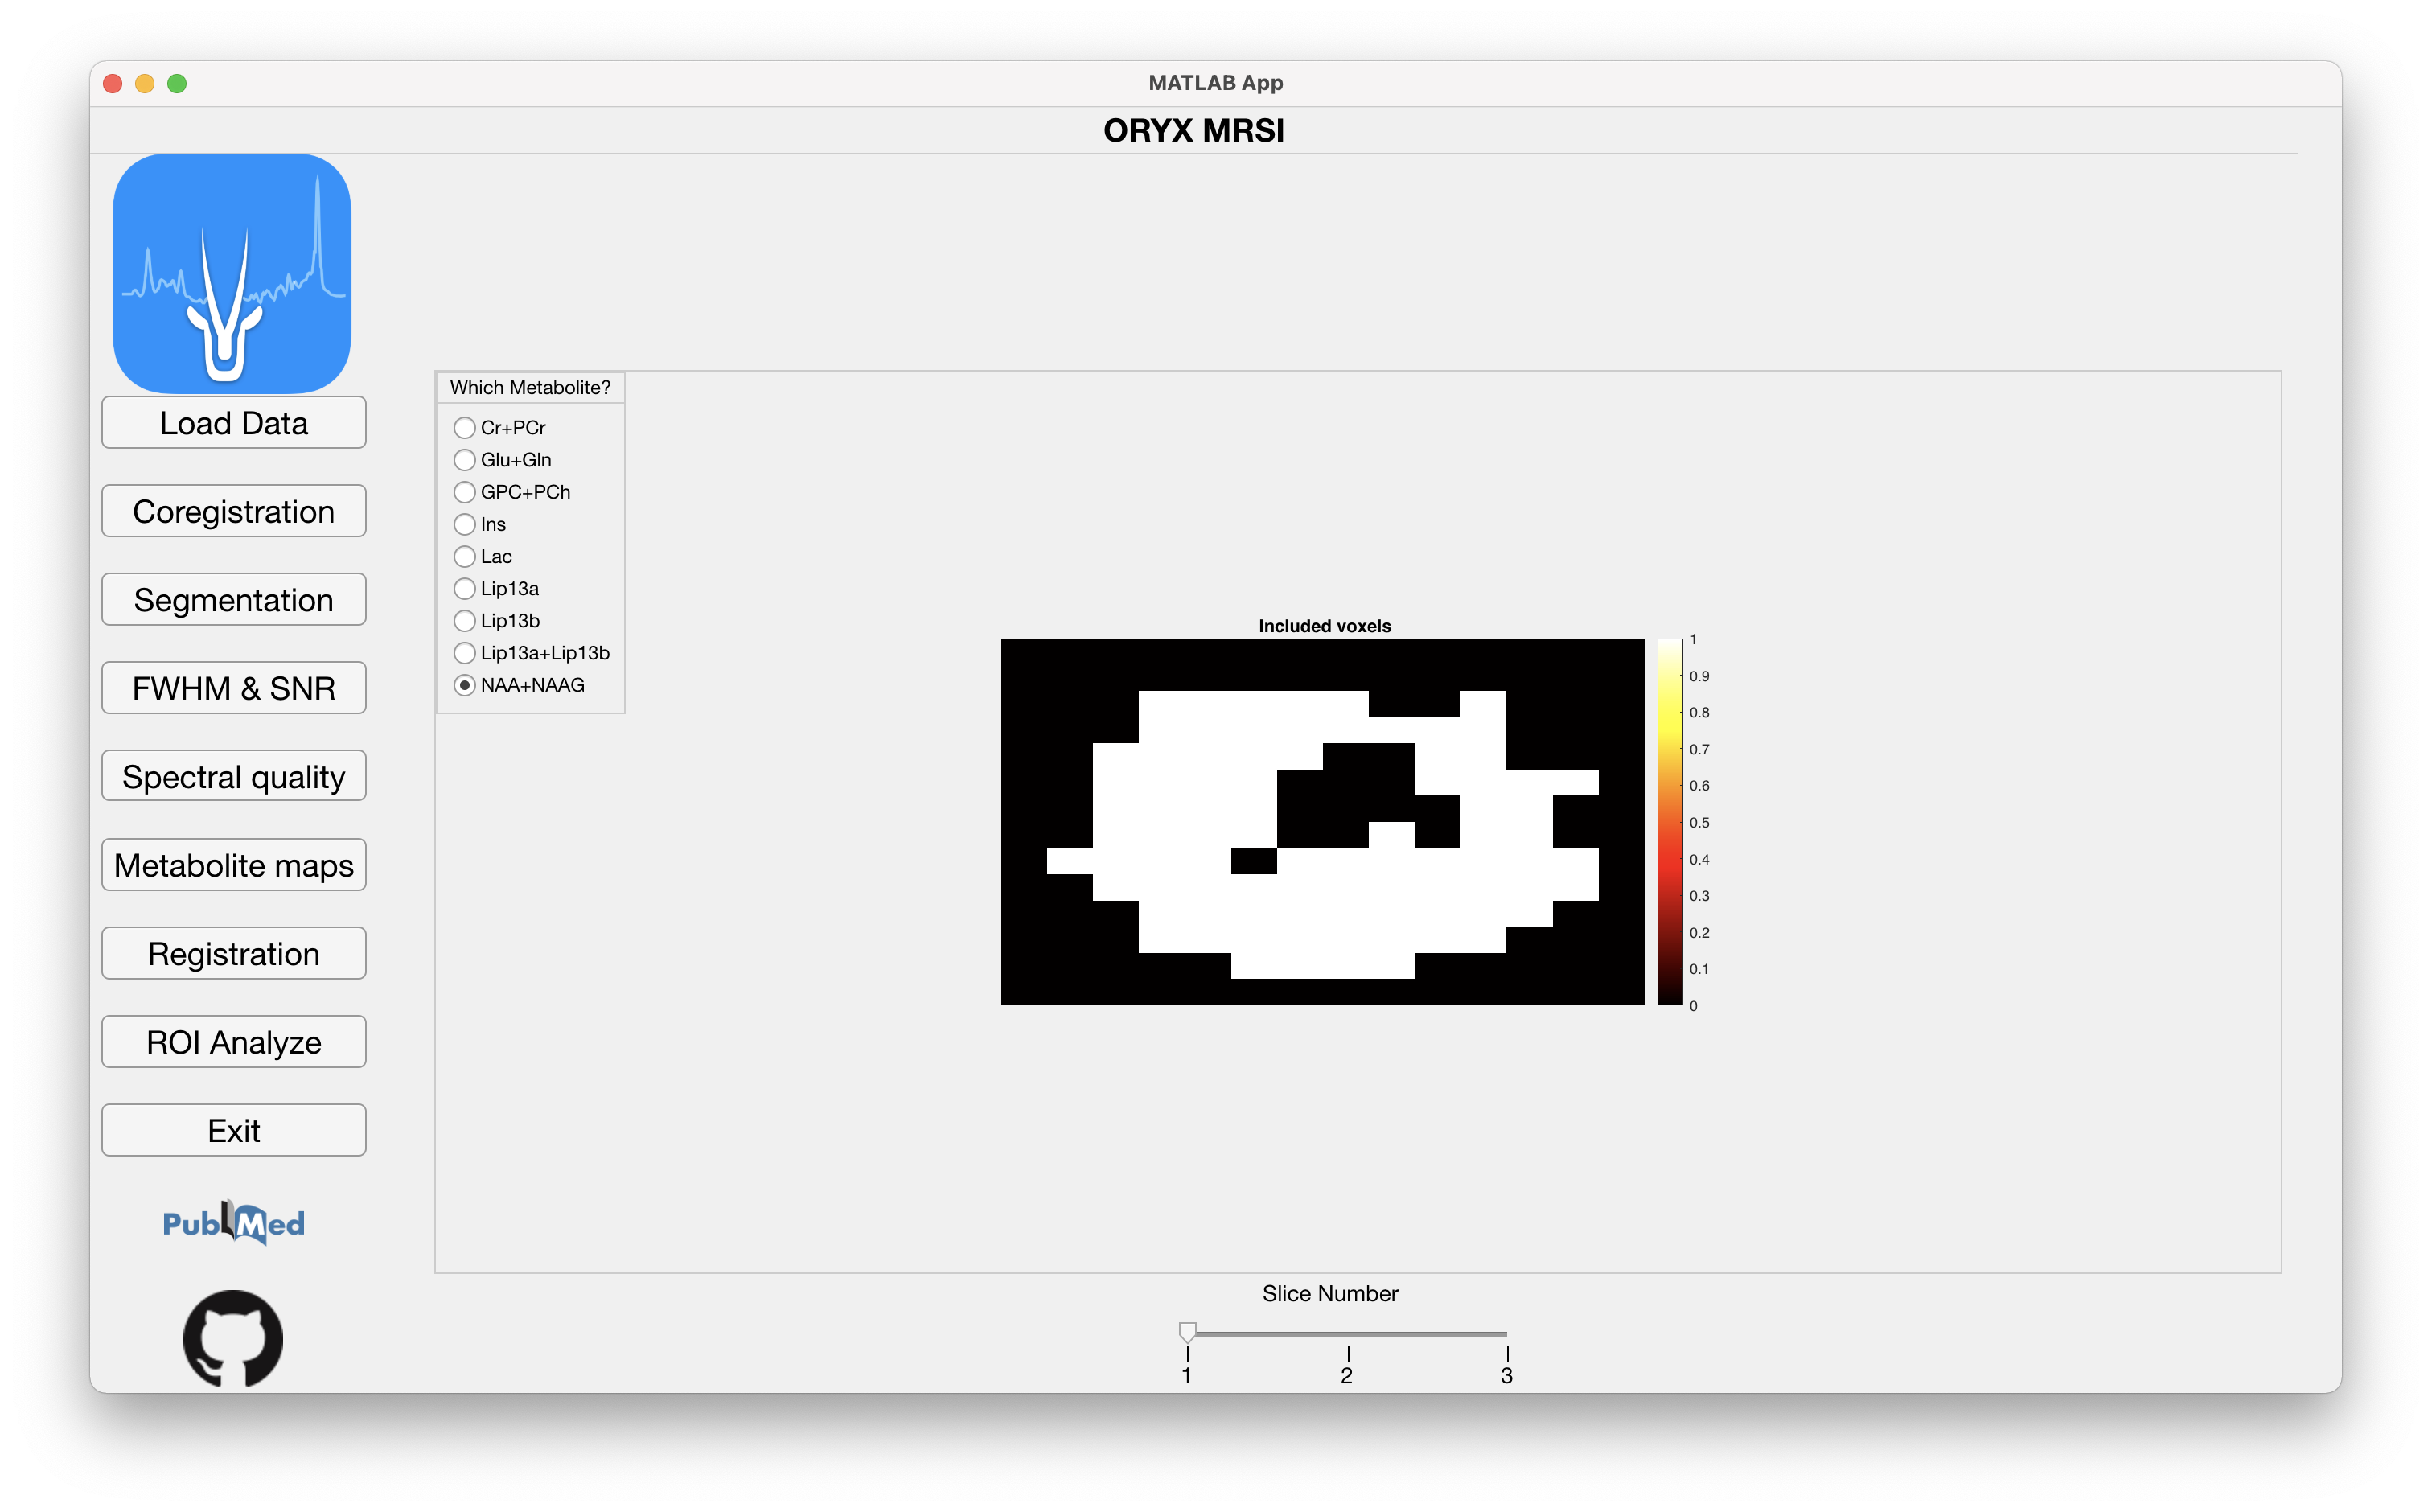 MATLAB App
ORYX MRSI
Load Data
Coregistration
Segmentation
FWHM & SNR
Spectral quality
Metabolite maps
Registration
ROI Analyze
Exit
PubMed
Which Metabolite?
Cr+PCr
Glu+Gln
GPC+PCh
Ins
Lac
Lip13a
Lip13b
Lip13a+Lip13b
NAA+NAAG
Included voxels
1
0.9
0.8
0.7
0.6
0.5
0.4
0.3
0.2
0.1
0
Slice Number
1 2 3